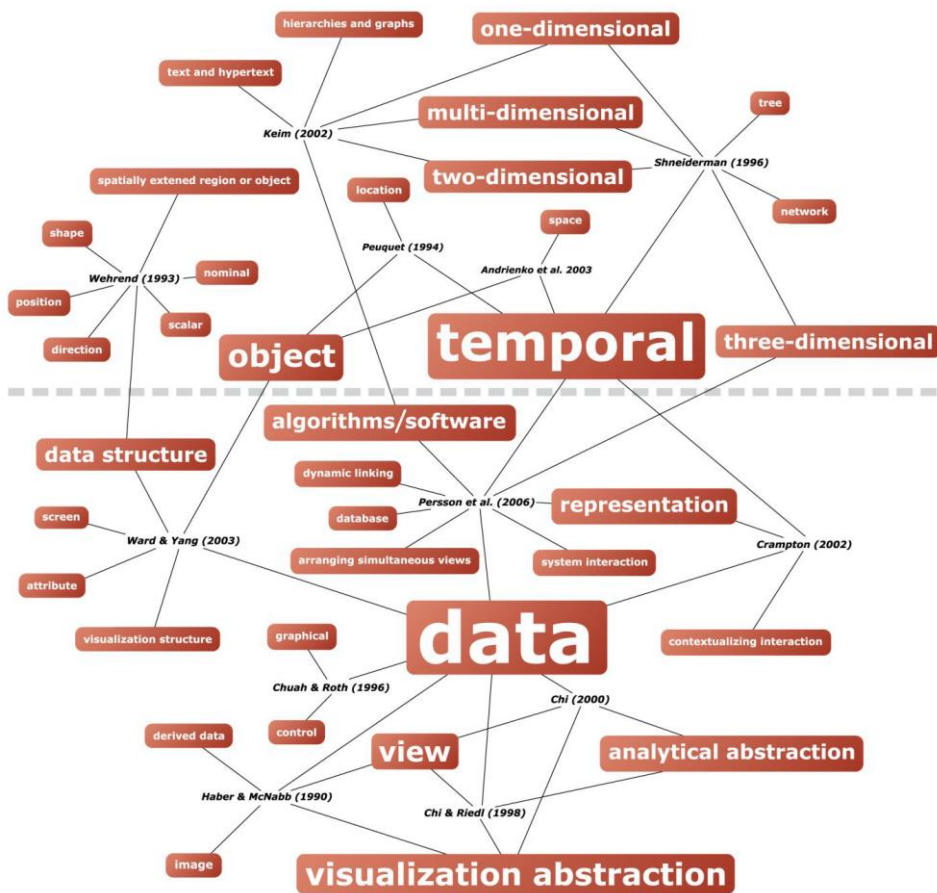 hierarchies and graphs
one-dimensional
text and hypertext
multi-dimensional
tree
Keim (2002)
Shneiderman (1996)
two-dimensional
spatially extened region or object
location
network
space
shape
Peuquet (1994)
Andrienko et al. 2003
nominal
Wehrend (1993)
position
scalar
temporal
three-dimensional
direction
object
algorithms/software
data structure
dynamic linking
Persson et al. (2006)
representation
screen
database
Ward & Yang (2003)
Crampton (2002)
arranging simultaneous views
system interaction
attribute
data
graphical
visualization structure
contextualizing interaction
Chuah & Roth (1996)
Chi (2000)
control
derived data
view
analytical abstraction
Haber & McNabb (1990)
Chi & Riedl (1998)
image
visualization abstraction